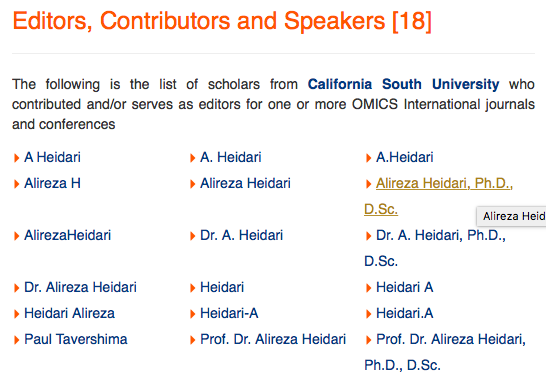 Editors, Contributors and Speakers [18]
The following is the list of scholars from California South University who
contributed and/or serves as editors for one or more OMICS International journals
and conferences
A Heidari
A. Heidari
A.Heidari
Alireza H
Alireza Heidari
Alireza Heidari, Ph.D.,
D.Sc.
Alireza Heid
AlirezaHeidari
Dr. A. Heidari
Dr. A. Heidari, Ph.D.,
D.Sc.
Dr. Alireza Heidari
Heidari
Heidari A
Heidari Alireza
Heidari-A
Heidari.A
Paul Tavershima
Prof. Dr. Alireza Heidari
Prof. Dr. Alireza Heidari,
Ph.D., D.Sc.